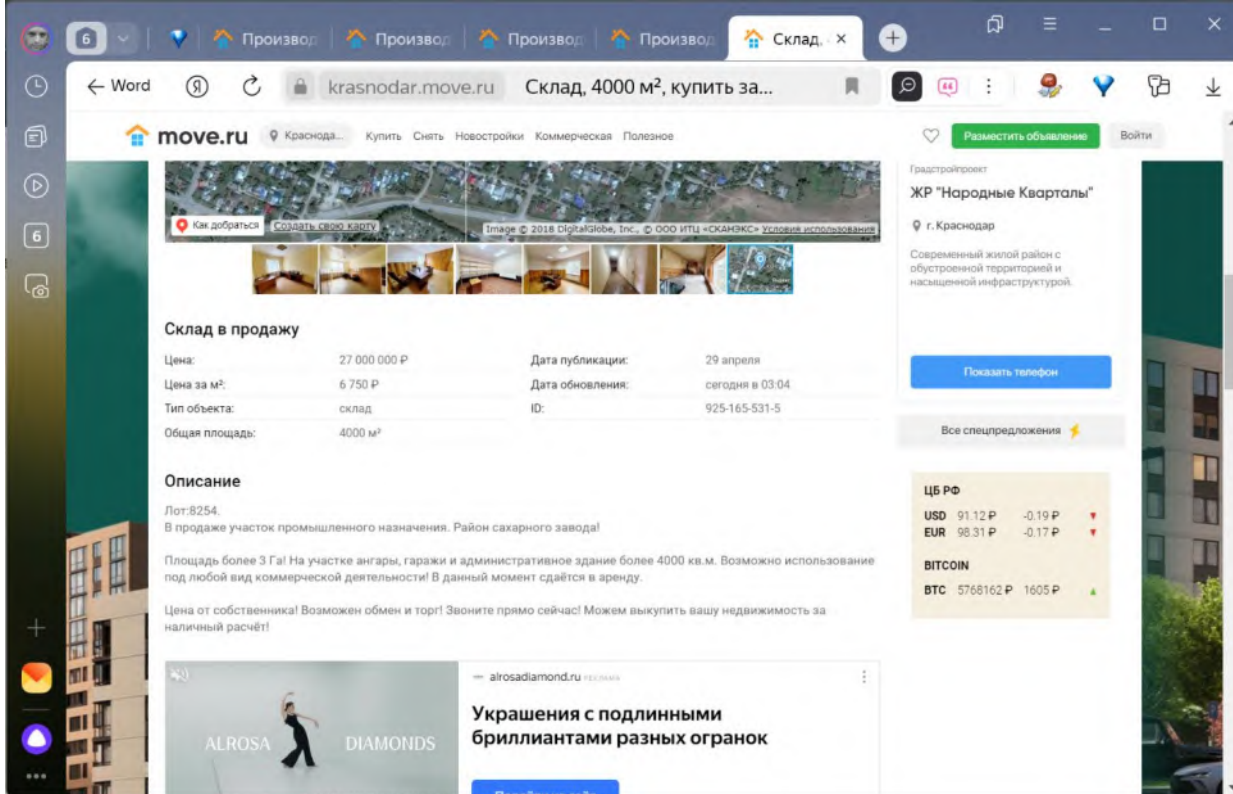 6
Производ
Производ
Производ
Производ
Склад,
← Word
Я
krasnodar.move.ru
Склад, 4000 м², купить за...
move.ru
Краснода...
Купить
Снять
Новостройки
Коммерческая
Полезное
Разместить объявление
Войти
6
Как добраться
Создать свою карту
Image © 2018 DigitalGlobe, Inc., © ООО ИТЦ «СКАНЭКС» Условия использования
Градстройпроект
ЖР "Народные Кварталы"
г. Краснодар
Современный жилой район с
обустроенной территорией и
насыщенной инфраструктурой.
Показать телефон
Все спецпредложения
Склад в продажу
Цена: 27 000 000 ₽ Дата публикации: 29 апреля
Цена за м²: 6 750 ₽ Дата обновления: сегодня в 03:04
Тип объекта: склад ID: 925-165-531-5
Общая площадь: 4000 м²
Описание
Лот:8254.
В продаже участок промышленного назначения. Район сахарного завода!
Площадь более 3 Га! На участке ангары, гаражи и административное здание более 4000 кв.м. Возможно использование
под любой вид коммерческой деятельности! В данный момент сдаётся в аренду.
Цена от собственника! Возможен обмен и торг! Звоните прямо сейчас! Можем выкупить вашу недвижимость за
наличный расчёт!
ЦБ РФ
USD 91.12 ₽ -0.19 ₽
EUR 98.31 ₽ -0.17 ₽
BITCOIN
BTC 5768162 ₽ 1605 ₽
ALROSA DIAMONDS
alrosadiamond.ru РЕКЛАМА
Украшения с подлинными
бриллиантами разных огранок